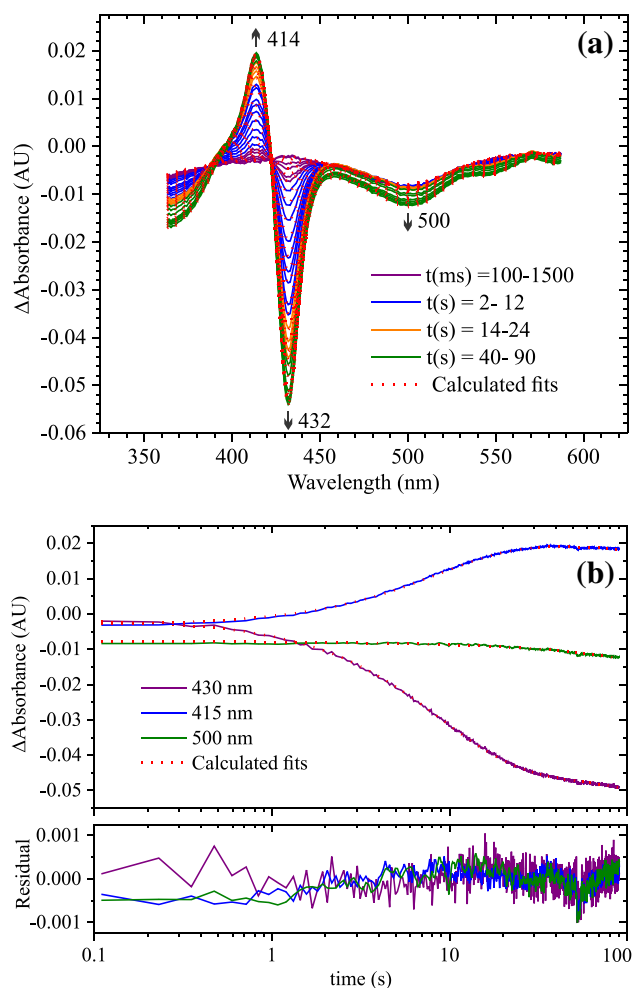 (a)
414
432
500
0.02
0.01
0.00
-0.01
-0.02
-0.03
-0.04
-0.05
-0.06
ΔAbsorbance (AU)
t(ms) =100-1500
t(s) = 2- 12
t(s) = 14-24
t(s) = 40- 90
Calculated fits
350 400 450 500 550 600
Wavelength (nm)
(b)
0.02
0.01
0.00
-0.01
-0.02
-0.03
-0.04
-0.05
ΔAbsorbance (AU)
430 nm
415 nm
500 nm
Calculated fits
0.001
0.000
-0.001
Residual
0.1 1 10 100
time (s)